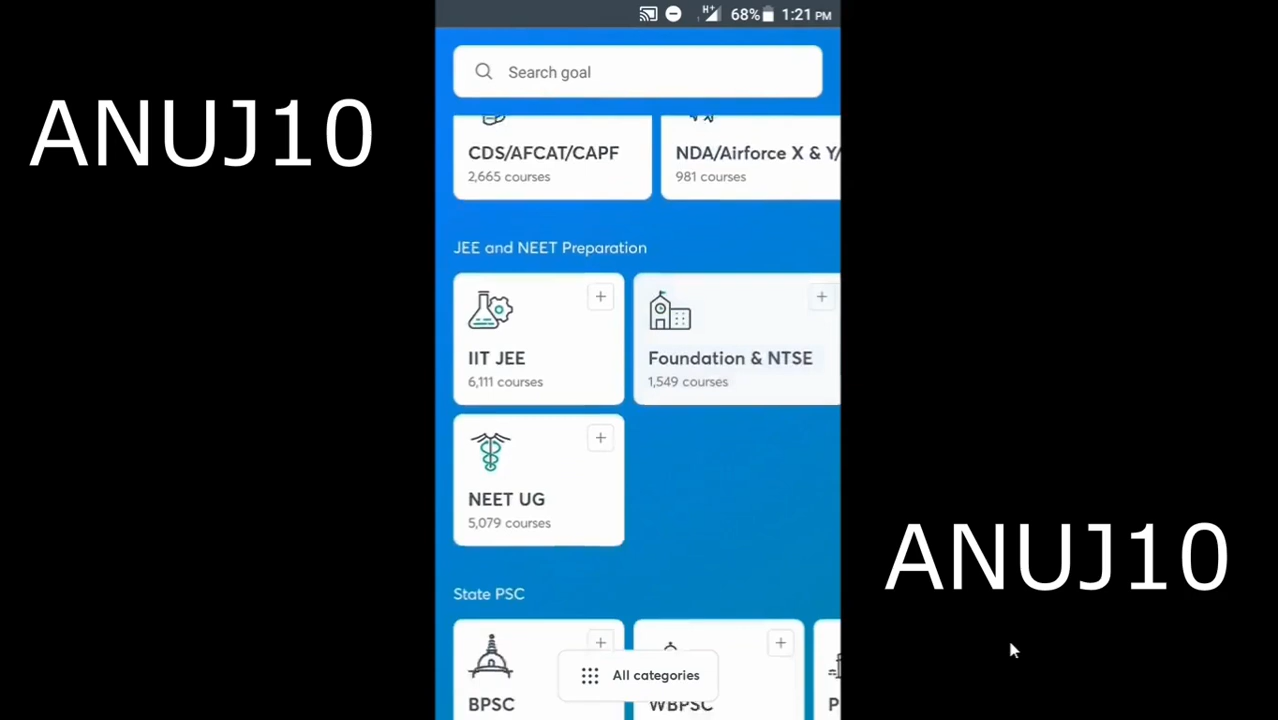 H+ 68% 1:21 PM
Search goal
ANUJ10
CDS/AFCAT/CAPF
2,665 courses
NDA/Airforce X & Y/
981 courses
JEE and NEET Preparation
IIT JEE
6,111 courses
Foundation & NTSE
1,549 courses
NEET UG
5,079 courses
ANUJ10
State PSC
All categories
BPSC
WBPSC
P